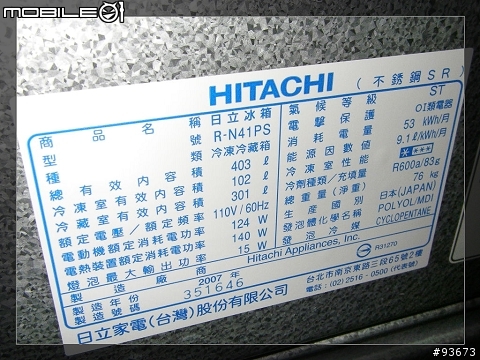 MOBILE01
HITACHI (不銹鋼SR)
商品名稱 日立冰箱
型號 R-N41PS
種類 冷凍冷藏箱
總有效內容積 403 ℓ
冷凍室有效內容積 102 ℓ
冷藏室有效內容積 301 ℓ
額定電壓/額定頻率 110V / 60Hz
電動機額定消耗電功率 124 W
電熱裝置額定消耗電功率 140 W
燈泡最大輸出功率 15 W
製造廠商 Hitachi Appliances, Inc.
製造年份 2007 年
製造號碼 351646
氣候等級 ST
電擊保護 OI類電器
消耗電量 53 kWh/月
能源因數值 9.1 ℓ/kWh/月
冷凍室性能 ****
冷劑種類/充填量 R600a/83g
總重量(淨重) 76 kg
生產國別 日本(JAPAN)
發泡體化學名稱 POLYOL/MDI
發泡冷媒 CYCLOPENTANE
R31270
日立家電(台灣)股份有限公司
台北市南京東路三段65號2樓
電話:(02) 2516 - 0500 (代表號)
#93673